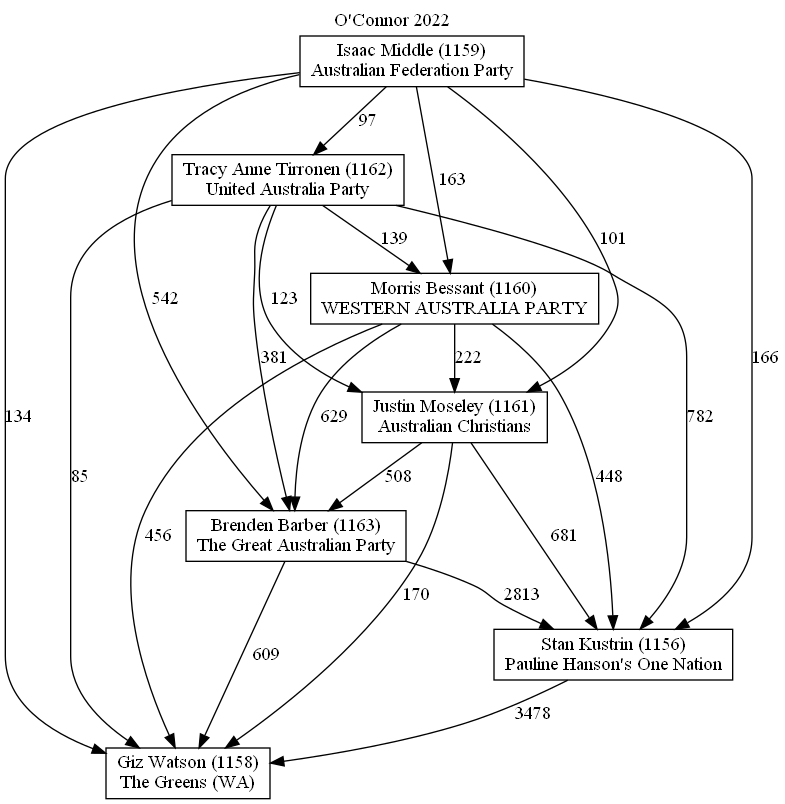 O'Connor 2022
Isaac Middle (1159)
Australian Federation Party
97
Tracy Anne Tirronen (1162)
United Australia Party
163
139
101
Morris Bessant (1160)
WESTERN AUSTRALIA PARTY
542
123
381
222
166
134
629
Justin Moseley (1161)
Australian Christians
782
85
508
448
Brenden Barber (1163)
The Great Australian Party
456
681
170
2813
609
Stan Kustrin (1156)
Pauline Hanson's One Nation
3478
Giz Watson (1158)
The Greens (WA)